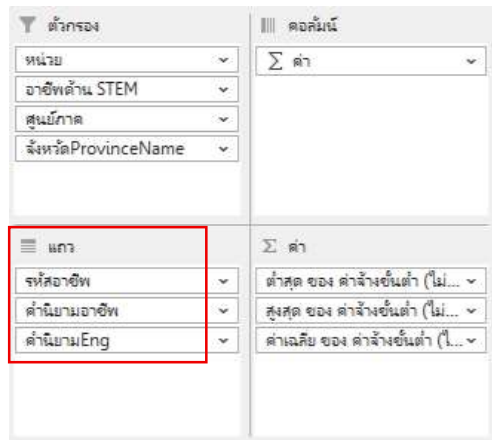 ตัวกรอง
หน่วย
อาชีพด้าน STEM
ศูนย์ภาค
จังหวัดProvinceName
คอลัมน์
Σ ค่า
แถว
รหัสอาชีพ
คำนิยามอาชีพ
คำนิยามEng
Σ ค่า
ต่ำสุด ของ ค่าจ้างขั้นต่ำ (ไม่...
สูงสุด ของ ค่าจ้างขั้นต่ำ (ไม่...
ค่าเฉลี่ย ของ ค่าจ้างขั้นต่ำ (ไ...